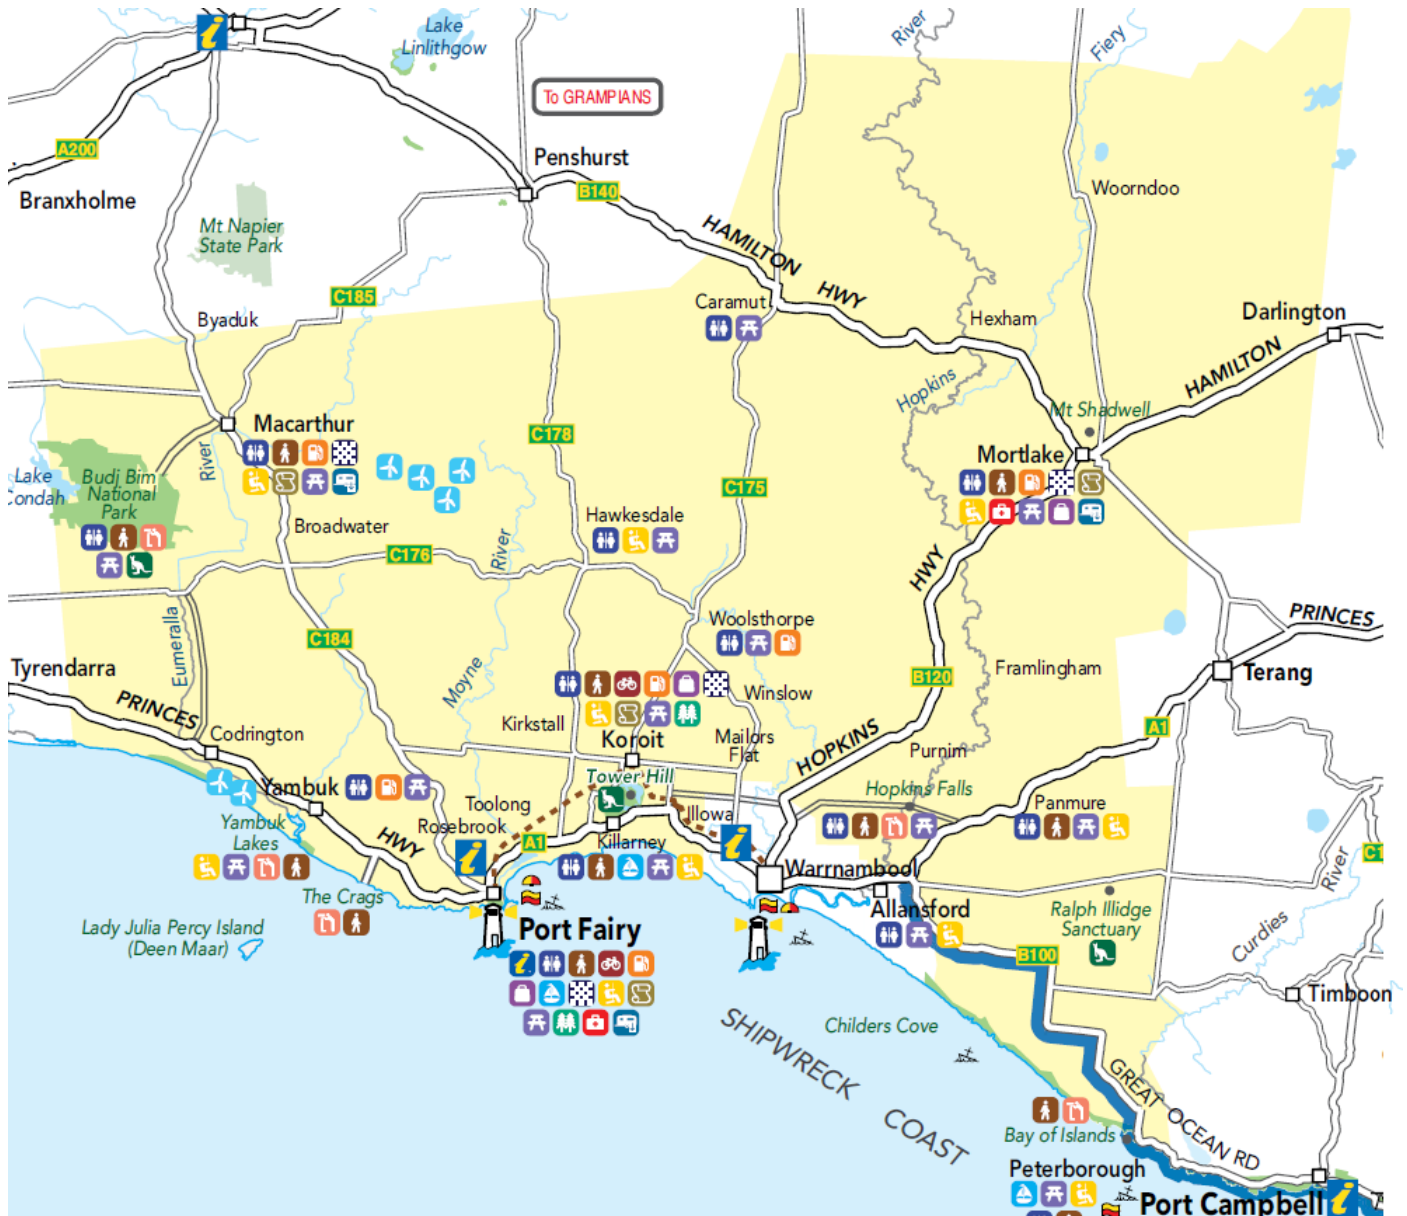 Lake
Linlithgow
River
Fiery
To GRAMPIANS
A200
Penshurst
B140
Branxholme
Woorndoo
Mt Napier
State Park
HAMILTON
HWY
C185
Caramut
Byaduk
Hexham
Darlington
HAMILTON
Hopkins
Mt Shadwell
Macarthur
C178
Mortlake
River
Lake
Condah
Budj Bim
National
Park
C175
Hawkesdale
Broadwater
River
C176
HWY
Eumeralla
Woolsthorpe
PRINCES
C184
Tyrendarra
Moyne
Framlingham
B120
Terang
Winslow
PRINCES
Kirkstall
Codrington
Koroit
Mailors
Flat
HOPKINS
A1
Purnim
Tower Hill
Yambuk
Hopkins Falls
Toolong
Panmure
Yambuk
Lakes
Rosebrook
Illowa
HWY
A1
Killarney
C1
River
Warrnambool
The Crags
Allansford
Ralph Illidge
Sanctuary
Lady Julia Percy Island
(Deen Maar)
Port Fairy
Curdies
B100
Timboon
SHIPWRECK
COAST
Childers Cove
GREAT OCEAN RD
Bay of Islands
Peterborough
Port Campbell